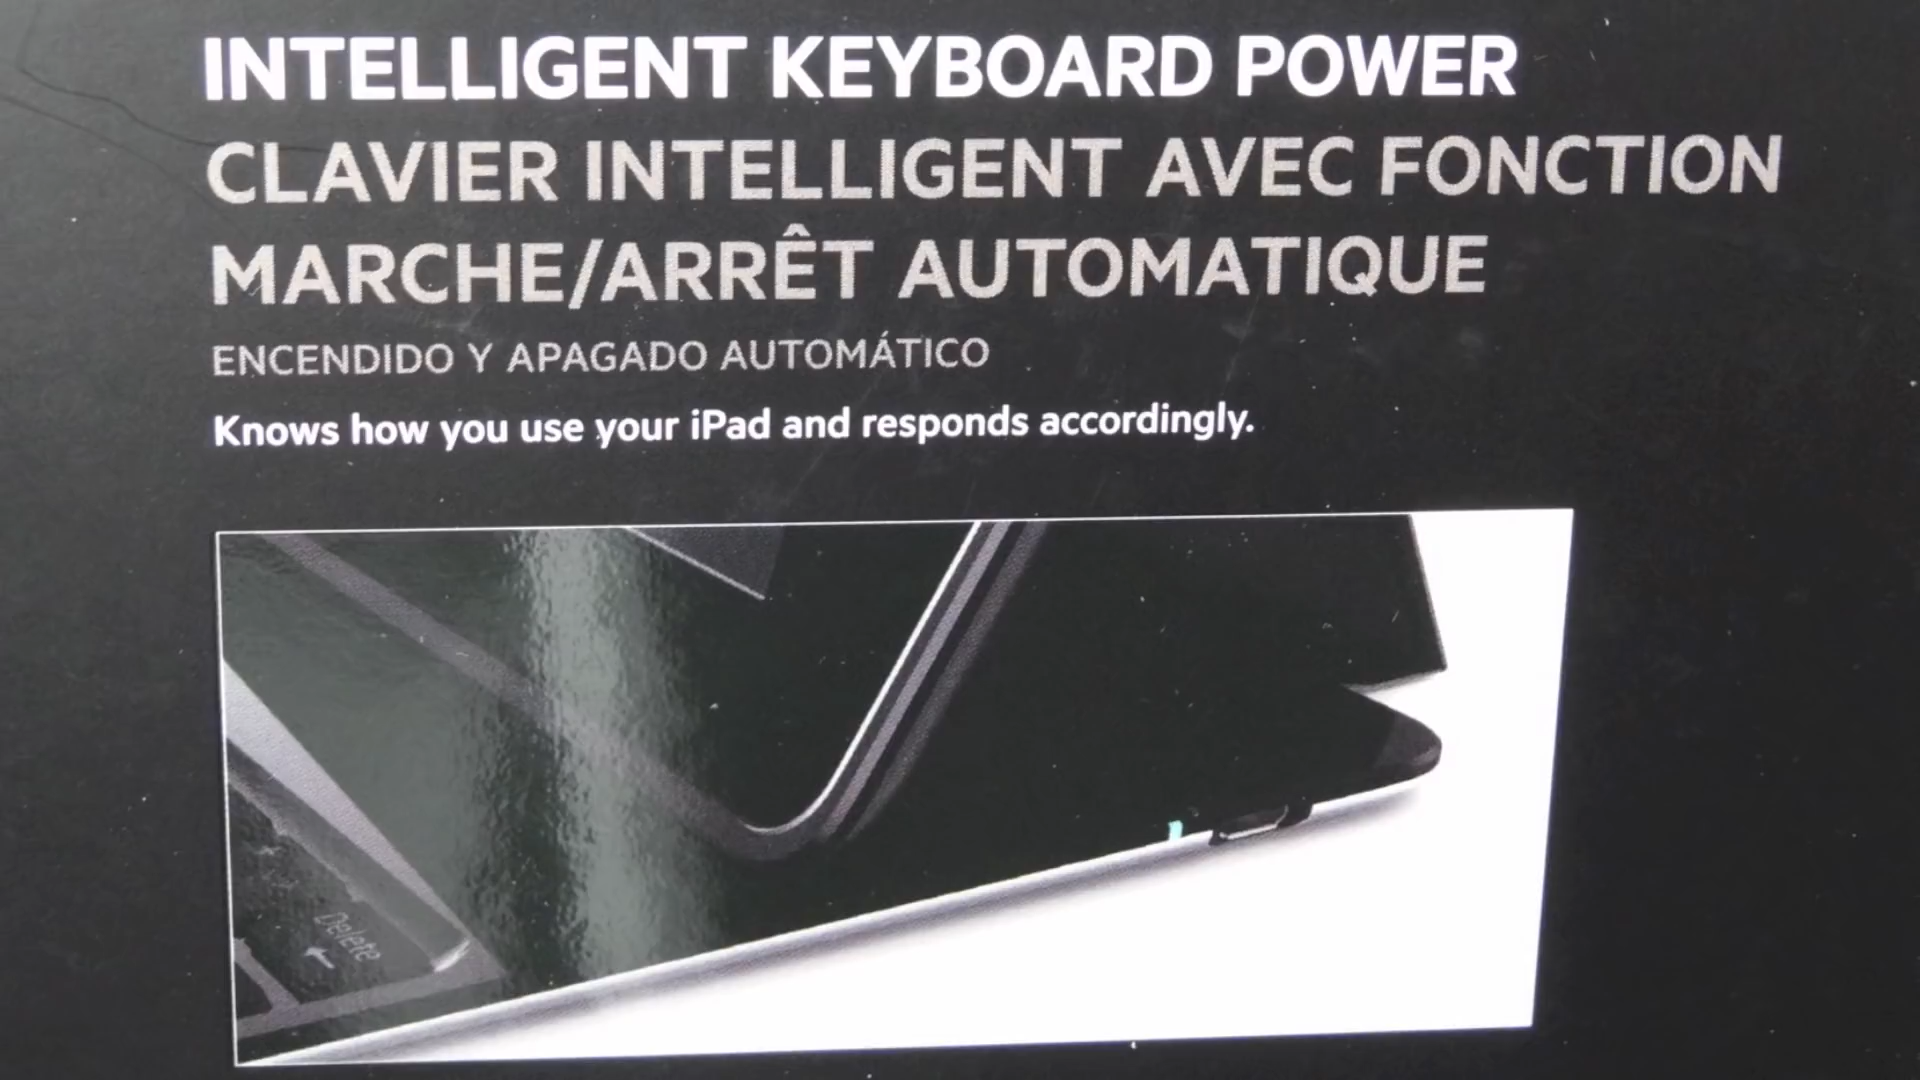 INTELLIGENT KEYBOARD POWER
CLAVIER INTELLIGENT AVEC FONCTION
MARCHE/ARRÊT AUTOMATIQUE
ENCENDIDO Y APAGADO AUTOMÁTICO
Knows how you use your iPad and responds accordingly.
Delete